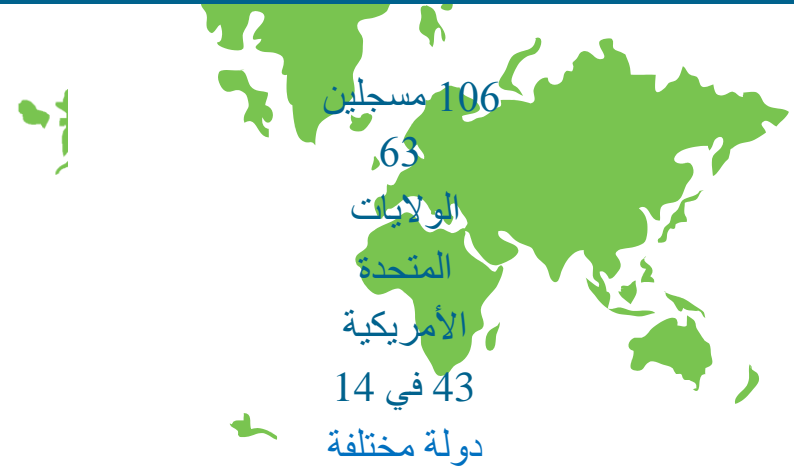 106 مسجلين
63
الولايات
المتحدة
الأمريكية
43 في 14
دولة مختلفة